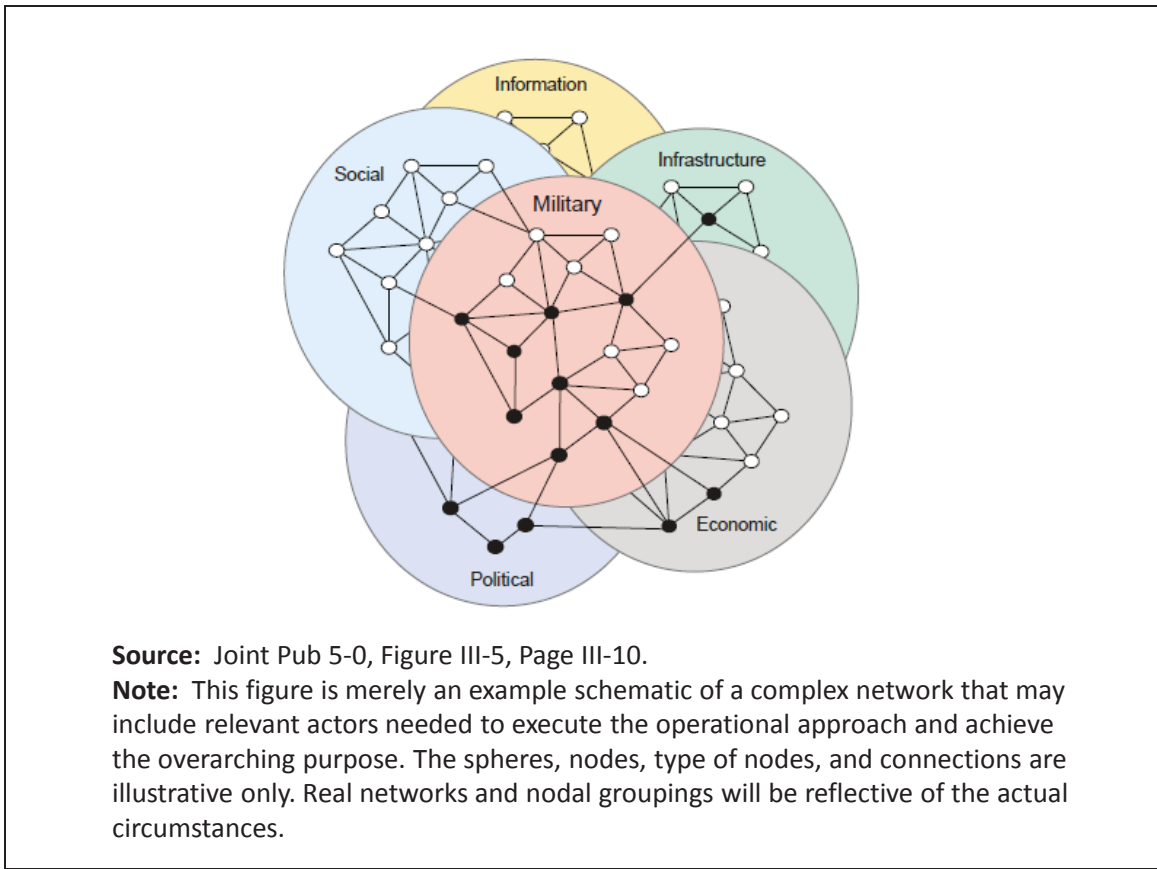 Information
Social
Infrastructure
Military
Economic
Political
Source: Joint Pub 5-0, Figure III-5, Page III-10.
Note: This figure is merely an example schematic of a complex network that may
include relevant actors needed to execute the operational approach and achieve
the overarching purpose. The spheres, nodes, type of nodes, and connections are
illustrative only. Real networks and nodal groupings will be reflective of the actual
circumstances.